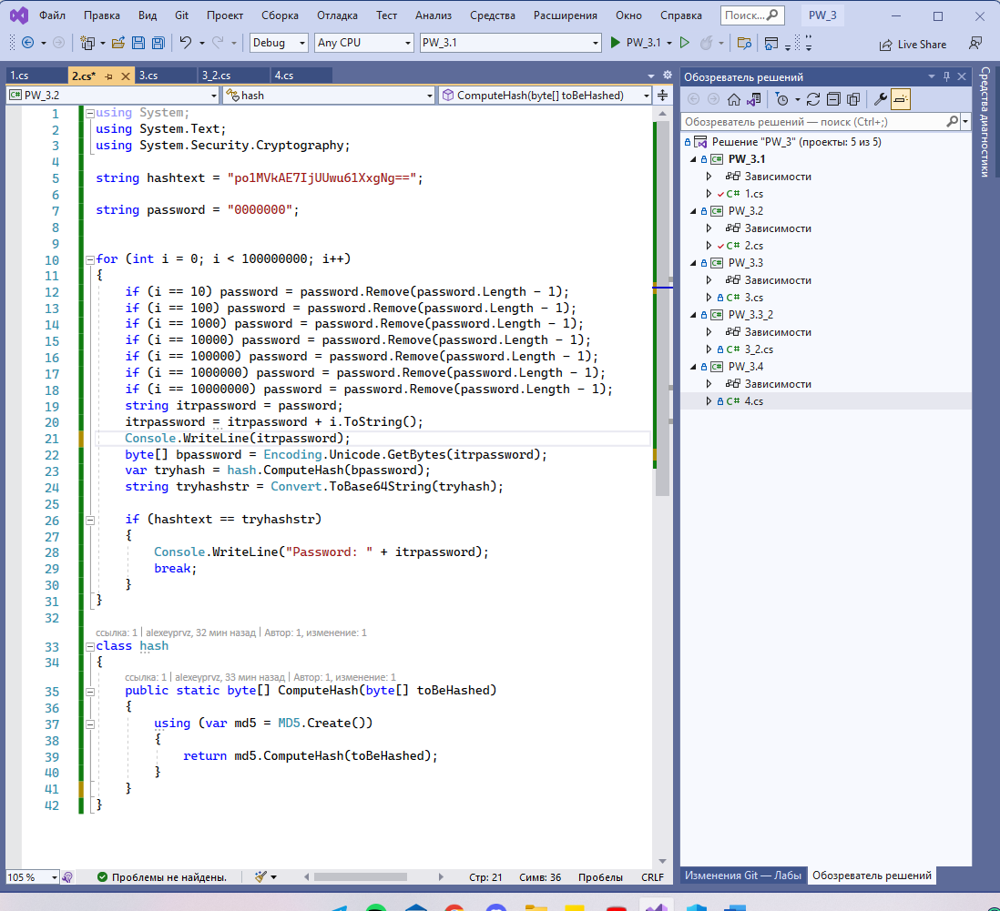 Файл Правка Вид Git Проект Сборка Отладка Тест Анализ Средства Расширения Окно Справка Поиск... PW_3
Debug Any CPU PW_3.1 PW_3.1 Live Share
1.cs 2.cs* 3.cs 3_2.cs 4.cs
PW_3.2 hash ComputeHash(byte[] toBeHashed)
1 using System;
2 using System.Text;
3 using System.Security.Cryptography;
4
5 string hashtext = "po1MVkAE7IjUUwu61XxgNg==";
6
7 string password = "0000000";
8
9
10 for (int i = 0; i < 100000000; i++)
11 {
12 if (i == 10) password = password.Remove(password.Length - 1);
13 if (i == 100) password = password.Remove(password.Length - 1);
14 if (i == 1000) password = password.Remove(password.Length - 1);
15 if (i == 10000) password = password.Remove(password.Length - 1);
16 if (i == 100000) password = password.Remove(password.Length - 1);
17 if (i == 1000000) password = password.Remove(password.Length - 1);
18 if (i == 10000000) password = password.Remove(password.Length - 1);
19 string itrpassword = password;
20 itrpassword = itrpassword + i.ToString();
21 Console.WriteLine(itrpassword);
22 byte[] bpassword = Encoding.Unicode.GetBytes(itrpassword);
23 var tryhash = hash.ComputeHash(bpassword);
24 string tryhashstr = Convert.ToBase64String(tryhash);
25
26 if (hashtext == tryhashstr)
27 {
28 Console.WriteLine("Password: " + itrpassword);
29 break;
30 }
31 }
32
ссылка: 1 | alexeyprvz, 32 мин назад | Автор: 1, изменение: 1
33 class hash
34 {
ссылка: 1 | alexeyprvz, 33 мин назад | Автор: 1, изменение: 1
35 public static byte[] ComputeHash(byte[] toBeHashed)
36 {
37 using (var md5 = MD5.Create())
38 {
39 return md5.ComputeHash(toBeHashed);
40 }
41 }
42 }
105 % Проблемы не найдены. Стр: 21 Симв: 36 Пробелы CRLF
Обозреватель решений
Обозреватель решений — поиск (Ctrl+;)
Решение "PW_3" (проекты: 5 из 5)
PW_3.1
Зависимости
C# 1.cs
PW_3.2
Зависимости
C# 2.cs
PW_3.3
Зависимости
C# 3.cs
PW_3.3_2
Зависимости
C# 3_2.cs
PW_3.4
Зависимости
C# 4.cs
Изменения Git — Лабы Обозреватель решений
Средства диагностики